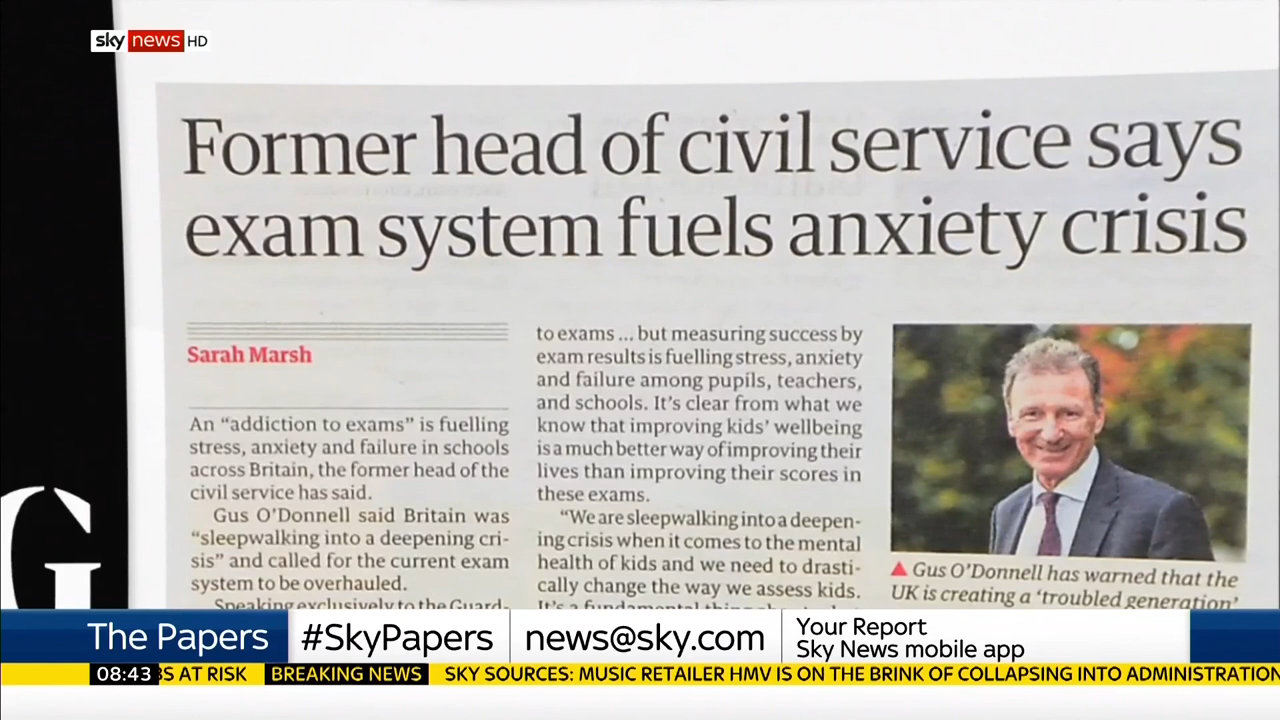 sky news HD
Former head of civil service says
exam system fuels anxiety crisis
Sarah Marsh
An “addiction to exams” is fuelling
stress, anxiety and failure in schools
across Britain, the former head of the
civil service has said.
Gus O’Donnell said Britain was
“sleepwalking into a deepening cri-
sis” and called for the current exam
system to be overhauled.
Speaking exclusively to the Guard-
to exams ... but measuring success by
exam results is fuelling stress, anxiety
and failure among pupils, teachers,
and schools. It’s clear from what we
know that improving kids’ wellbeing
is a much better way of improving their
lives than improving their scores in
these exams.
“We are sleepwalking into a deepen-
ing crisis when it comes to the mental
health of kids and we need to drasti-
cally change the way we assess kids.
It’s a fundamental thing
▲ Gus O’Donnell has warned that the
UK is creating a ‘troubled generation’
G
The Papers
#SkyPapers
news@sky.com
Your Report
Sky News mobile app
08:43 S AT RISK BREAKING NEWS SKY SOURCES: MUSIC RETAILER HMV IS ON THE BRINK OF COLLAPSING INTO ADMINISTRATION